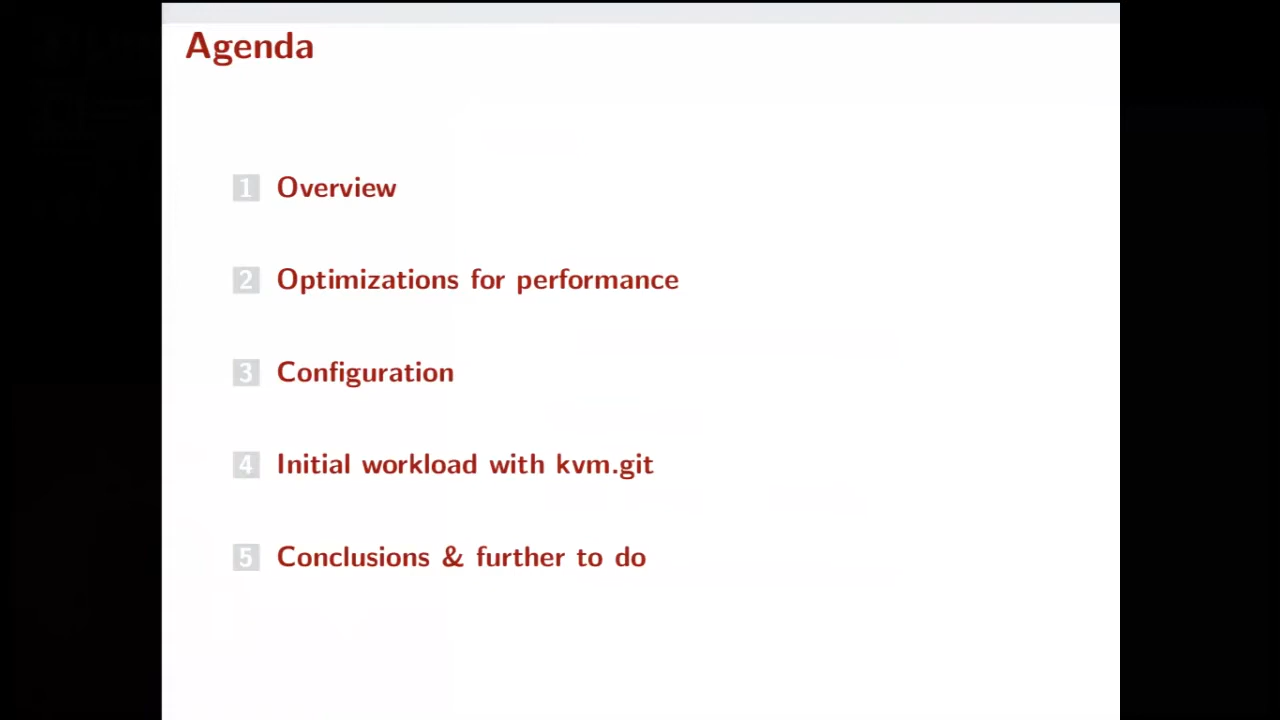 Agenda
1 Overview
2 Optimizations for performance
3 Configuration
4 Initial workload with kvm.git
5 Conclusions & further to do